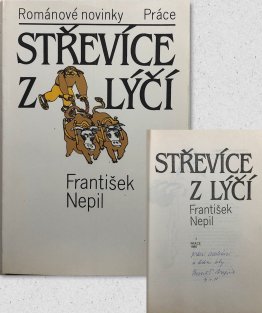 Románové novinky Práce
STŘEVÍCE
Z LÝČÍ
František
Nepil
STŘEVÍCE
Z LÝČÍ
František
Nepil
PRÁCE